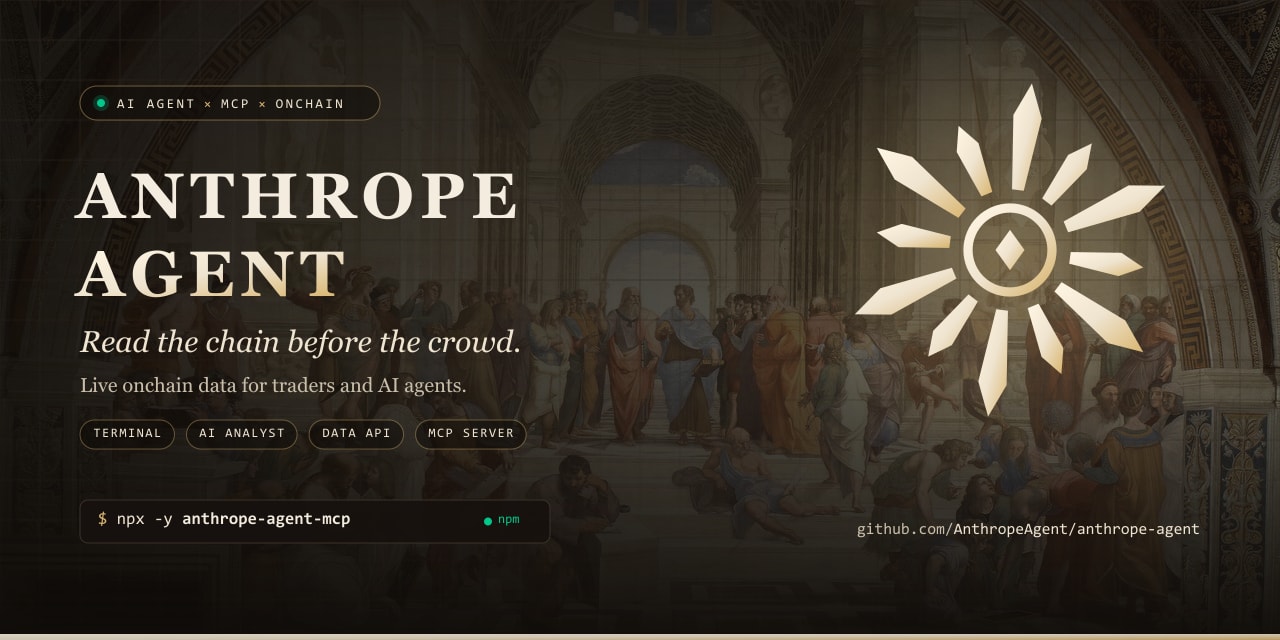 AI AGENT × MCP × ONCHAIN
ANTHROPE
AGENT
Read the chain before the crowd.
Live onchain data for traders and AI agents.
TERMINAL AI ANALYST DATA API MCP SERVER
$ npx -y anthrope-agent-mcp npm
github.com/AnthropeAgent/anthrope-agent